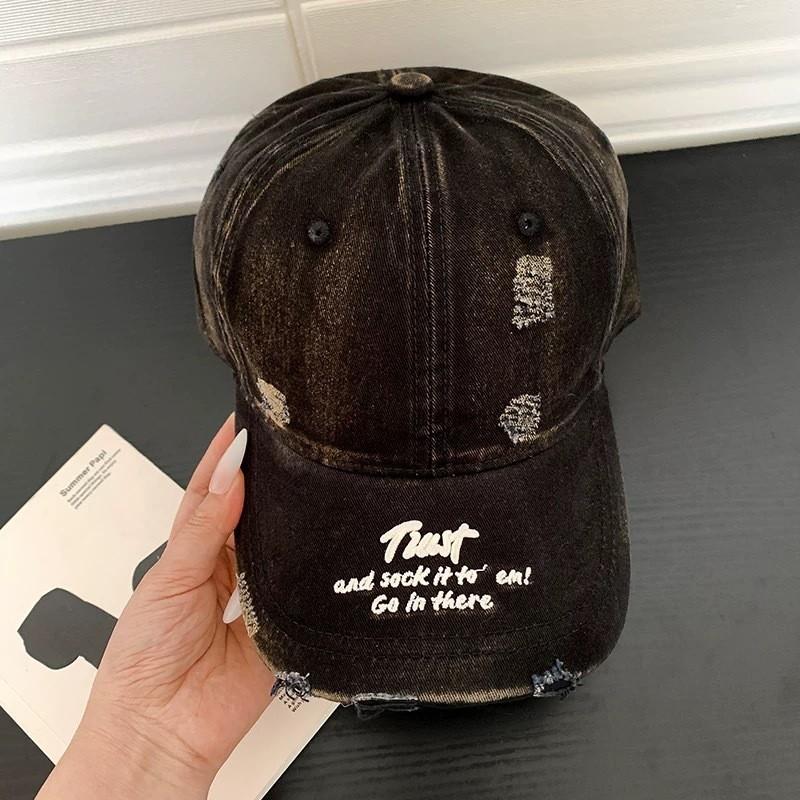 Trust
and sock it to' em!
Go in there
Summer Papi